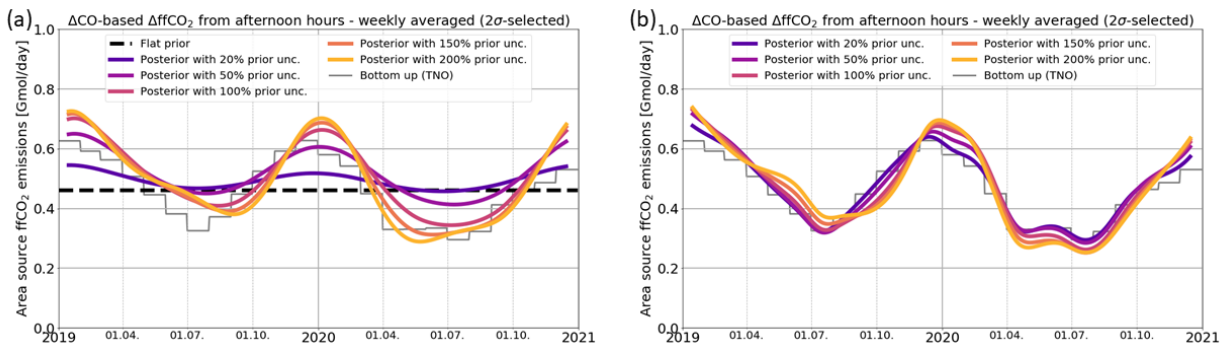 (a)
ΔCO-based ΔffCO₂ from afternoon hours - weekly averaged (2σ-selected)
Area source ffCO₂ emissions [Gmol/day]
1.0
0.8
0.6
0.4
0.2
0.0
Flat prior
Posterior with 20% prior unc.
Posterior with 50% prior unc.
Posterior with 100% prior unc.
Posterior with 150% prior unc.
Posterior with 200% prior unc.
Bottom up (TNO)
2019
01.04.
01.07.
01.10.
2020
01.04.
01.07.
01.10.
2021
(b)
ΔCO-based ΔffCO₂ from afternoon hours - weekly averaged (2σ-selected)
Area source ffCO₂ emissions [Gmol/day]
1.0
0.8
0.6
0.4
0.2
0.0
Posterior with 20% prior unc.
Posterior with 50% prior unc.
Posterior with 100% prior unc.
Posterior with 150% prior unc.
Posterior with 200% prior unc.
Bottom up (TNO)
2019
01.04.
01.07.
01.10.
2020
01.04.
01.07.
01.10.
2021